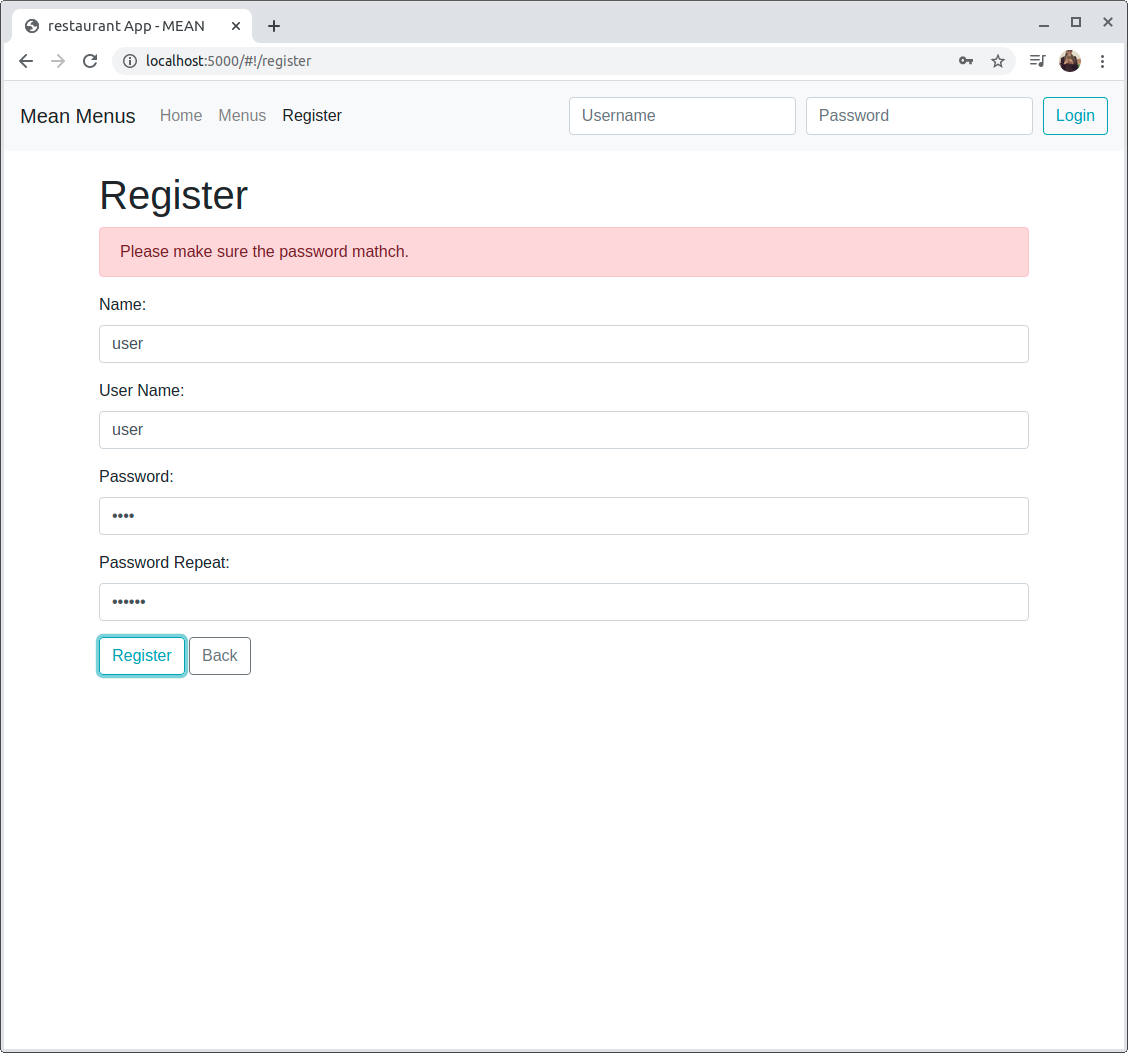 restaurant App - MEAN
localhost:5000/#!/register
Mean Menus Home Menus Register Username Password Login
Register
Please make sure the password mathch.
Name:
user
User Name:
user
Password:
••••
Password Repeat:
••••••
Register Back